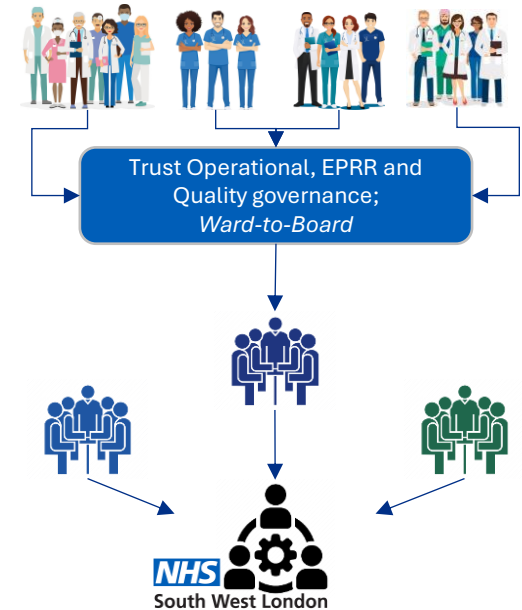 Trust Operational, EPRR and
Quality governance;
Ward-to-Board
NHS
South West London